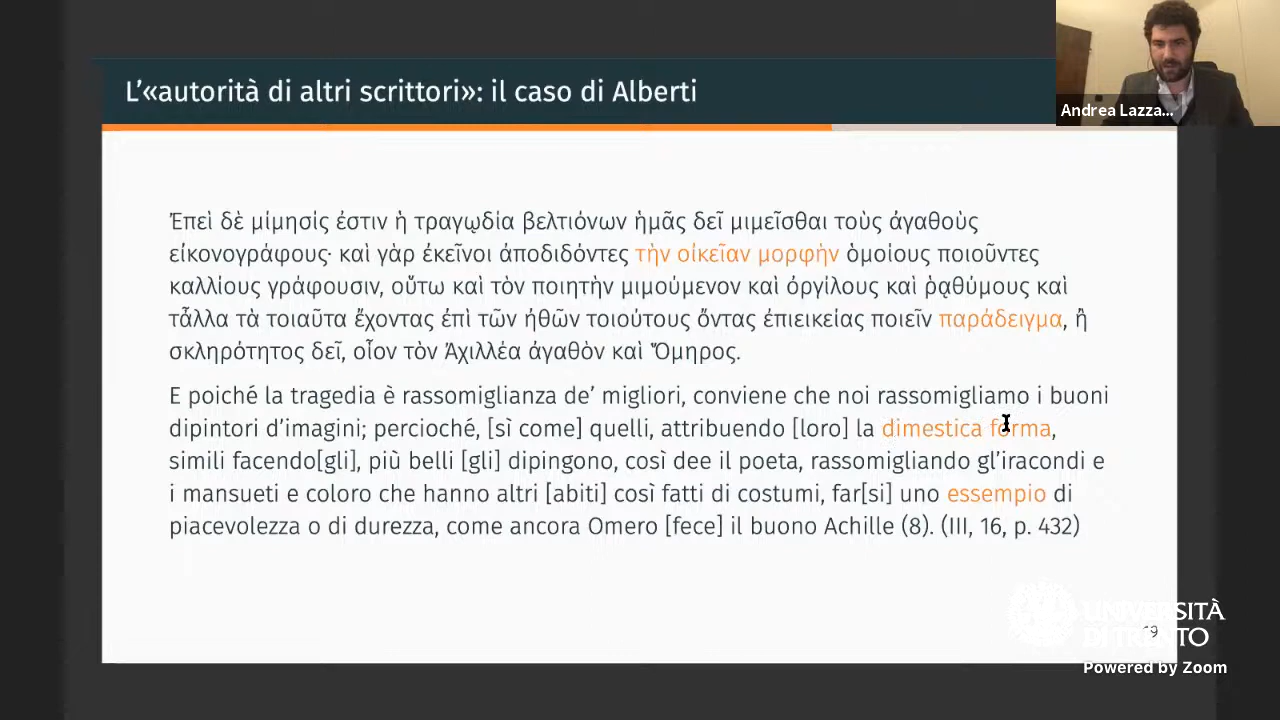 L’«autorità di altri scrittori»: il caso di Alberti
Andrea Lazza...
Ἐπεὶ δὲ μίμησίς ἐστιν ἡ τραγῳδία βελτιόνων ἡμᾶς δεῖ μιμεῖσθαι τοὺς ἀγαθοὺς
εἰκονογράφους· καὶ γὰρ ἐκεῖνοι ἀποδιδόντες τὴν οἰκεῖαν μορφὴν ὁμοίους ποιοῦντες
καλλίους γράφουσιν, οὕτω καὶ τὸν ποιητὴν μιμούμενον καὶ ὀργίλους καὶ ῥᾳθύμους καὶ
τἆλλα τὰ τοιαῦτα ἔχοντας ἐπὶ τῶν ἠθῶν τοιούτους ὄντας ἐπιεικείας ποιεῖν παράδειγμα, ἢ
σκληρότητος δεῖ, οἷον τὸν Ἀχιλλέα ἀγαθὸν καὶ Ὅμηρος.
E poiché la tragedia è rassomiglianza de’ migliori, conviene che noi rassomigliamo i buoni
dipintori d’imagini; percioché, [sì come] quelli, attribuendo [loro] la dimestica forma,
simili facendo[gli], più belli [gli] dipingono, così dee il poeta, rassomigliando gl’iracondi e
i mansueti e coloro che hanno altri [abiti] così fatti di costumi, far[si] uno essempio di
piacevolezza o di durezza, come ancora Omero [fece] il buono Achille (8). (III, 16, p. 432)
UNIVERSITÀ
DI TRENTO
19
Powered by Zoom